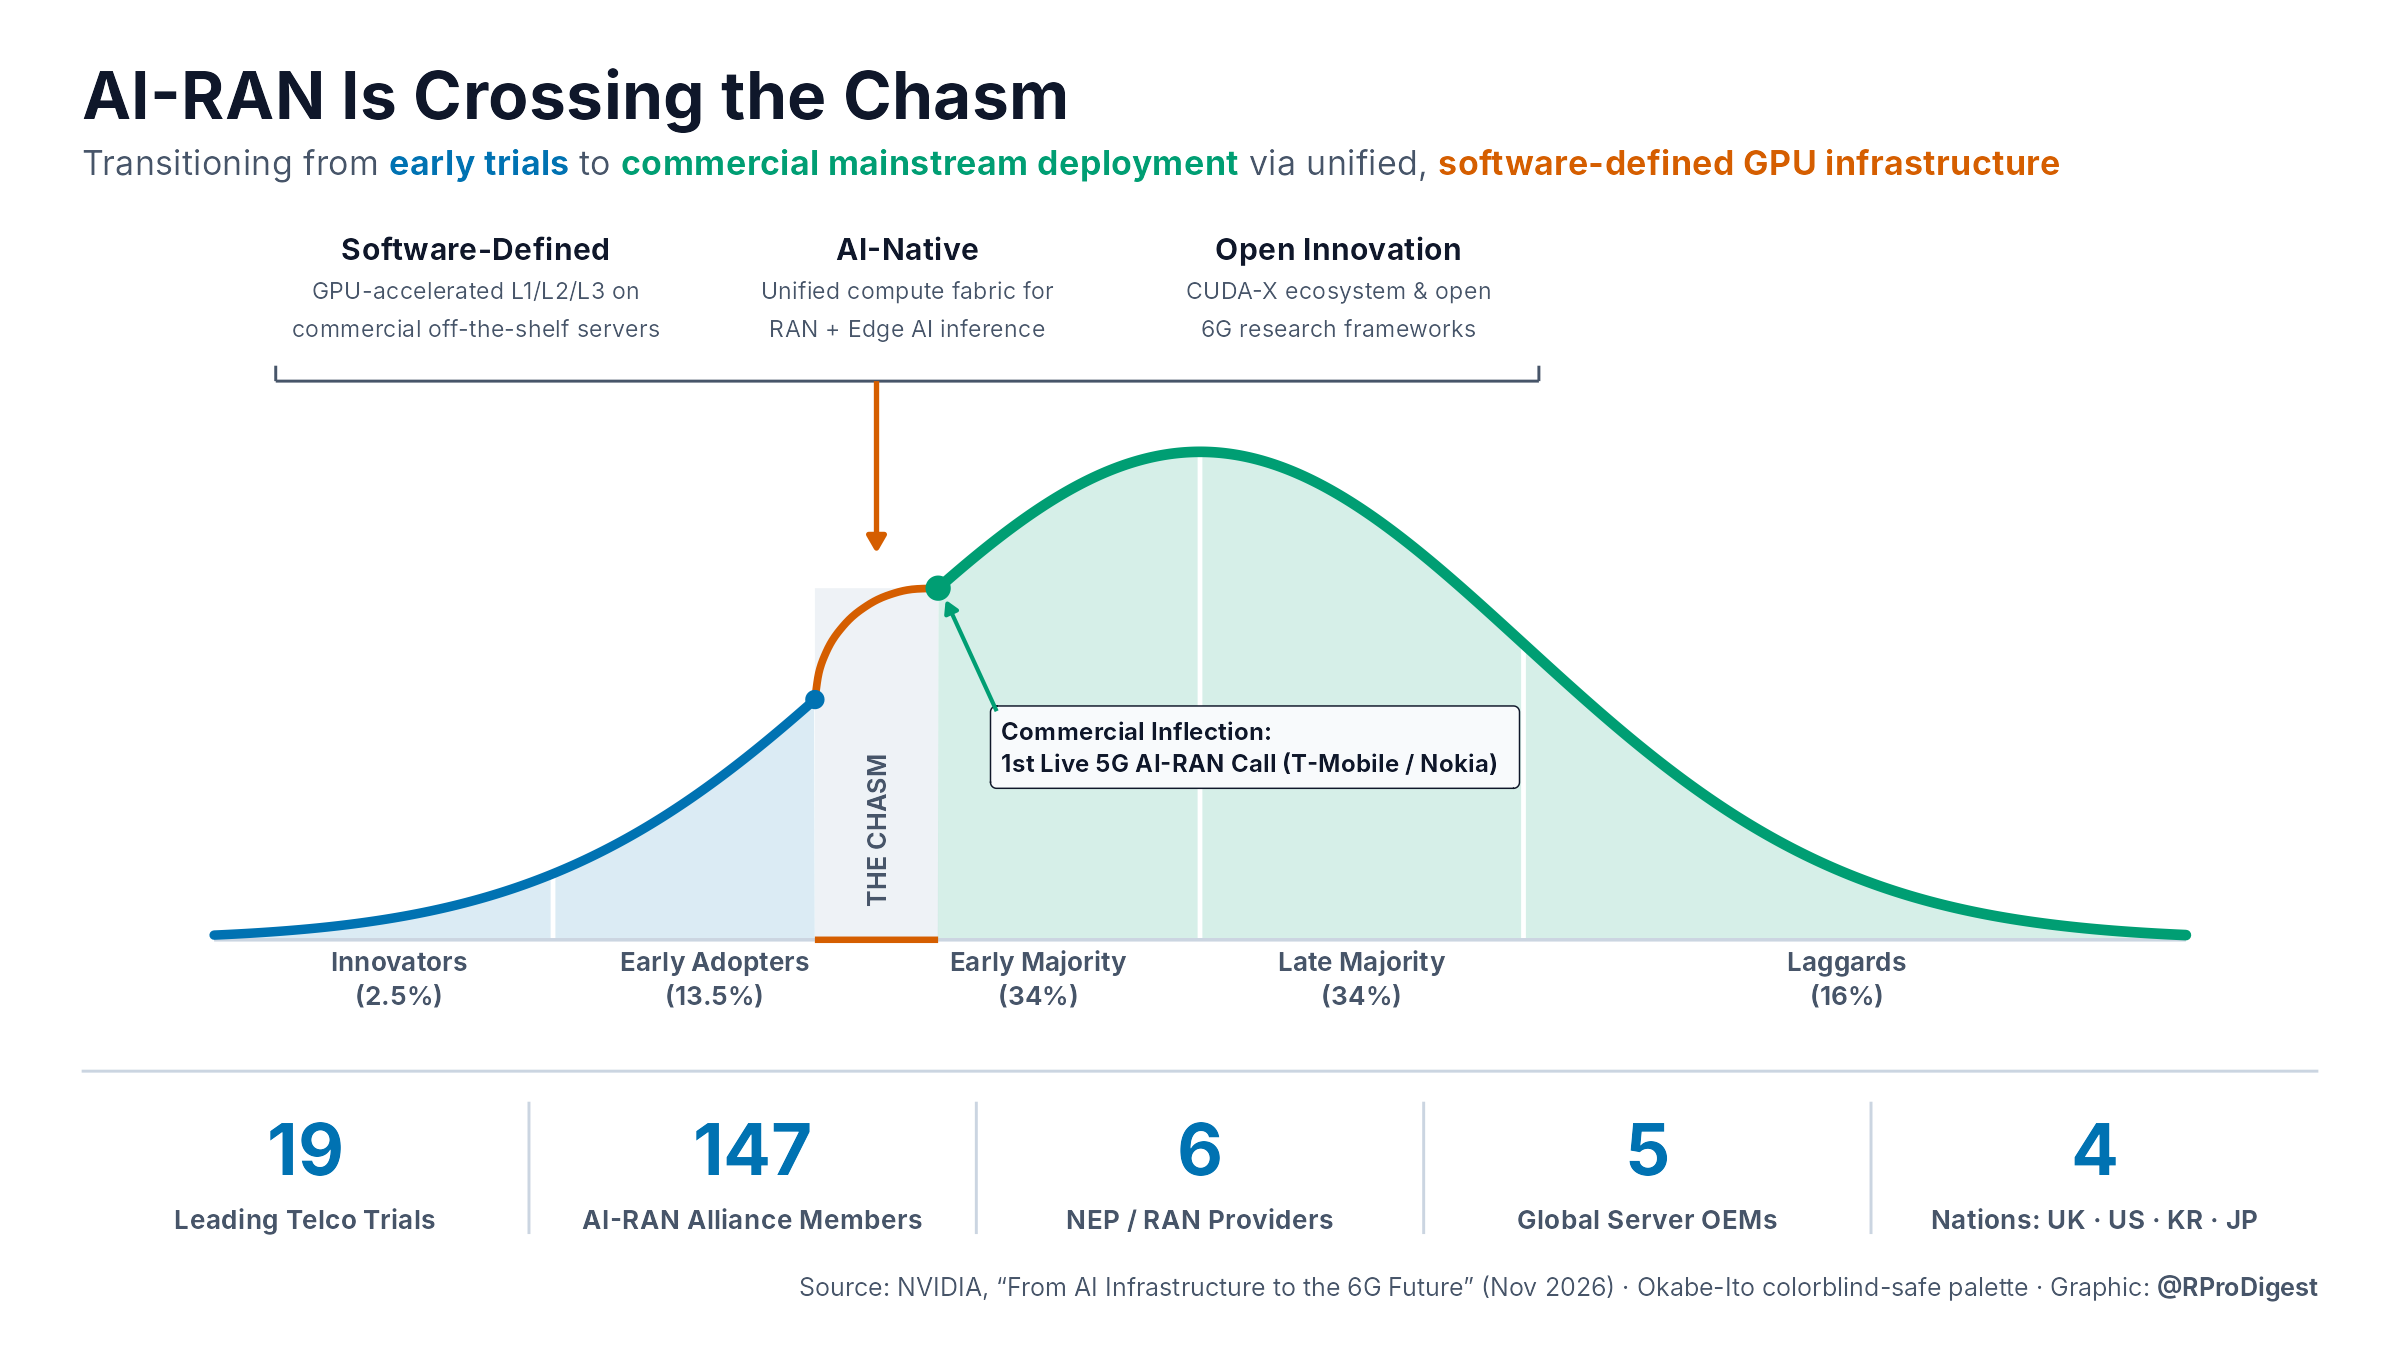 AI-RAN Is Crossing the Chasm
Transitioning from early trials to commercial mainstream deployment via unified, software-defined GPU infrastructure
Software-Defined
GPU-accelerated L1/L2/L3 on
commercial off-the-shelf servers
AI-Native
Unified compute fabric for
RAN + Edge AI inference
Open Innovation
CUDA-X ecosystem & open
6G research frameworks
THE CHASM
Commercial Inflection:
1st Live 5G AI-RAN Call (T-Mobile / Nokia)
Innovators
(2.5%)
Early Adopters
(13.5%)
Early Majority
(34%)
Late Majority
(34%)
Laggards
(16%)
19
Leading Telco Trials
147
AI-RAN Alliance Members
6
NEP / RAN Providers
5
Global Server OEMs
4
Nations: UK · US · KR · JP
Source: NVIDIA, “From AI Infrastructure to the 6G Future” (Nov 2026) · Okabe-Ito colorblind-safe palette · Graphic: @RProDigest